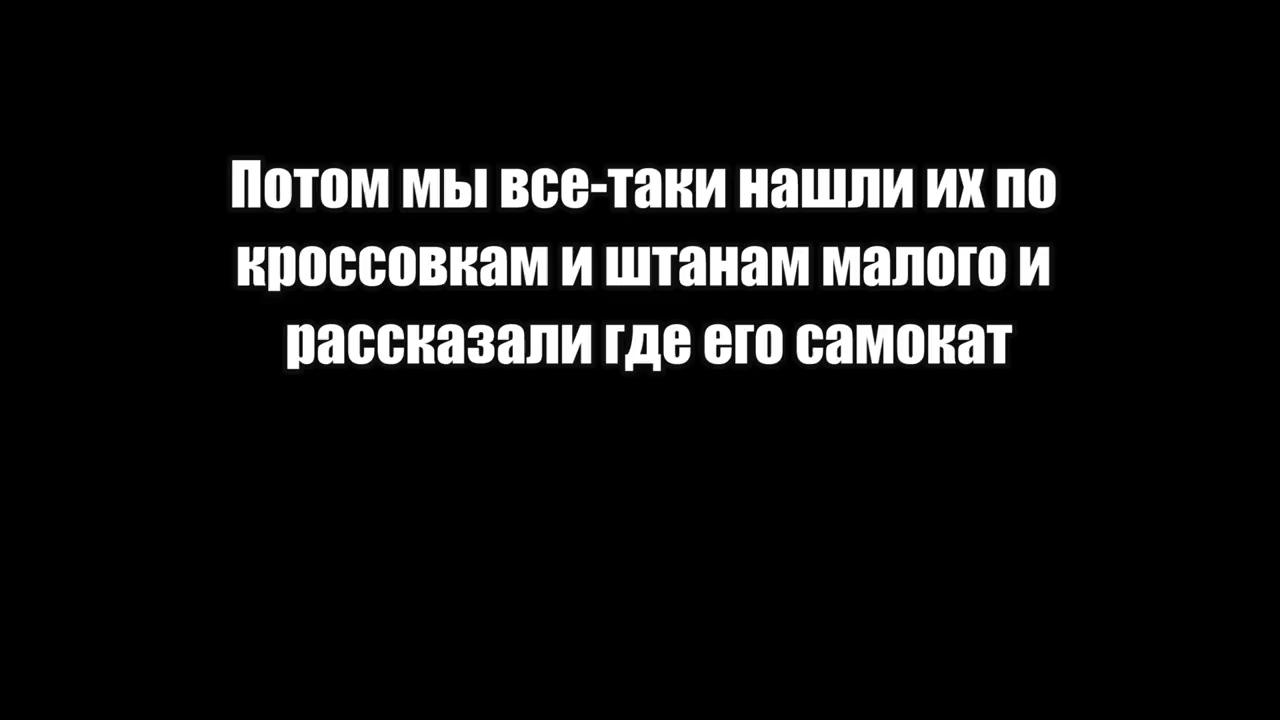 Потом мы все-таки нашли их по
кроссовкам и штанам малого и
рассказали где его самокат